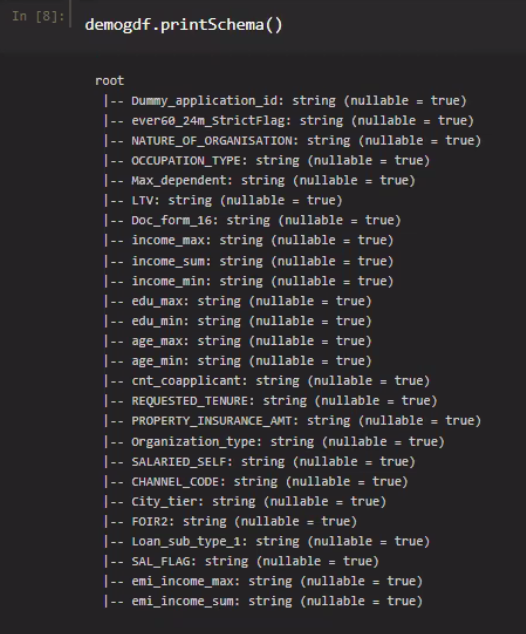 In [8]:
demogdf.printSchema()
root
|-- Dummy_application_id: string (nullable = true)
|-- ever60_24m_StrictFlag: string (nullable = true)
|-- NATURE_OF_ORGANISATION: string (nullable = true)
|-- OCCUPATION_TYPE: string (nullable = true)
|-- Max_dependent: string (nullable = true)
|-- LTV: string (nullable = true)
|-- Doc_form_16: string (nullable = true)
|-- income_max: string (nullable = true)
|-- income_sum: string (nullable = true)
|-- income_min: string (nullable = true)
|-- edu_max: string (nullable = true)
|-- edu_min: string (nullable = true)
|-- age_max: string (nullable = true)
|-- age_min: string (nullable = true)
|-- cnt_coapplicant: string (nullable = true)
|-- REQUESTED_TENURE: string (nullable = true)
|-- PROPERTY_INSURANCE_AMT: string (nullable = true)
|-- Organization_type: string (nullable = true)
|-- SALARIED_SELF: string (nullable = true)
|-- CHANNEL_CODE: string (nullable = true)
|-- City_tier: string (nullable = true)
|-- FOIR2: string (nullable = true)
|-- Loan_sub_type_1: string (nullable = true)
|-- SAL_FLAG: string (nullable = true)
|-- emi_income_max: string (nullable = true)
|-- emi_income_sum: string (nullable = true)